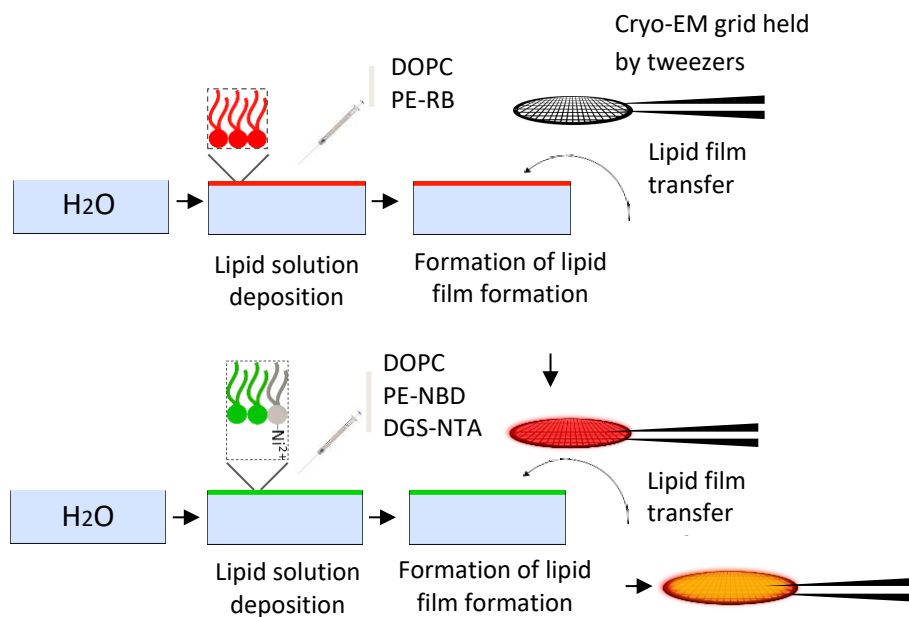 Cryo-EM grid held
by tweezers
DOPC
PE-RB
Lipid film
transfer
H2O
Lipid solution
deposition
Formation of lipid
film formation
DOPC
PE-NBD
DGS-NTA
Ni2+
Lipid film
transfer
H2O
Lipid solution
deposition
Formation of lipid
film formation